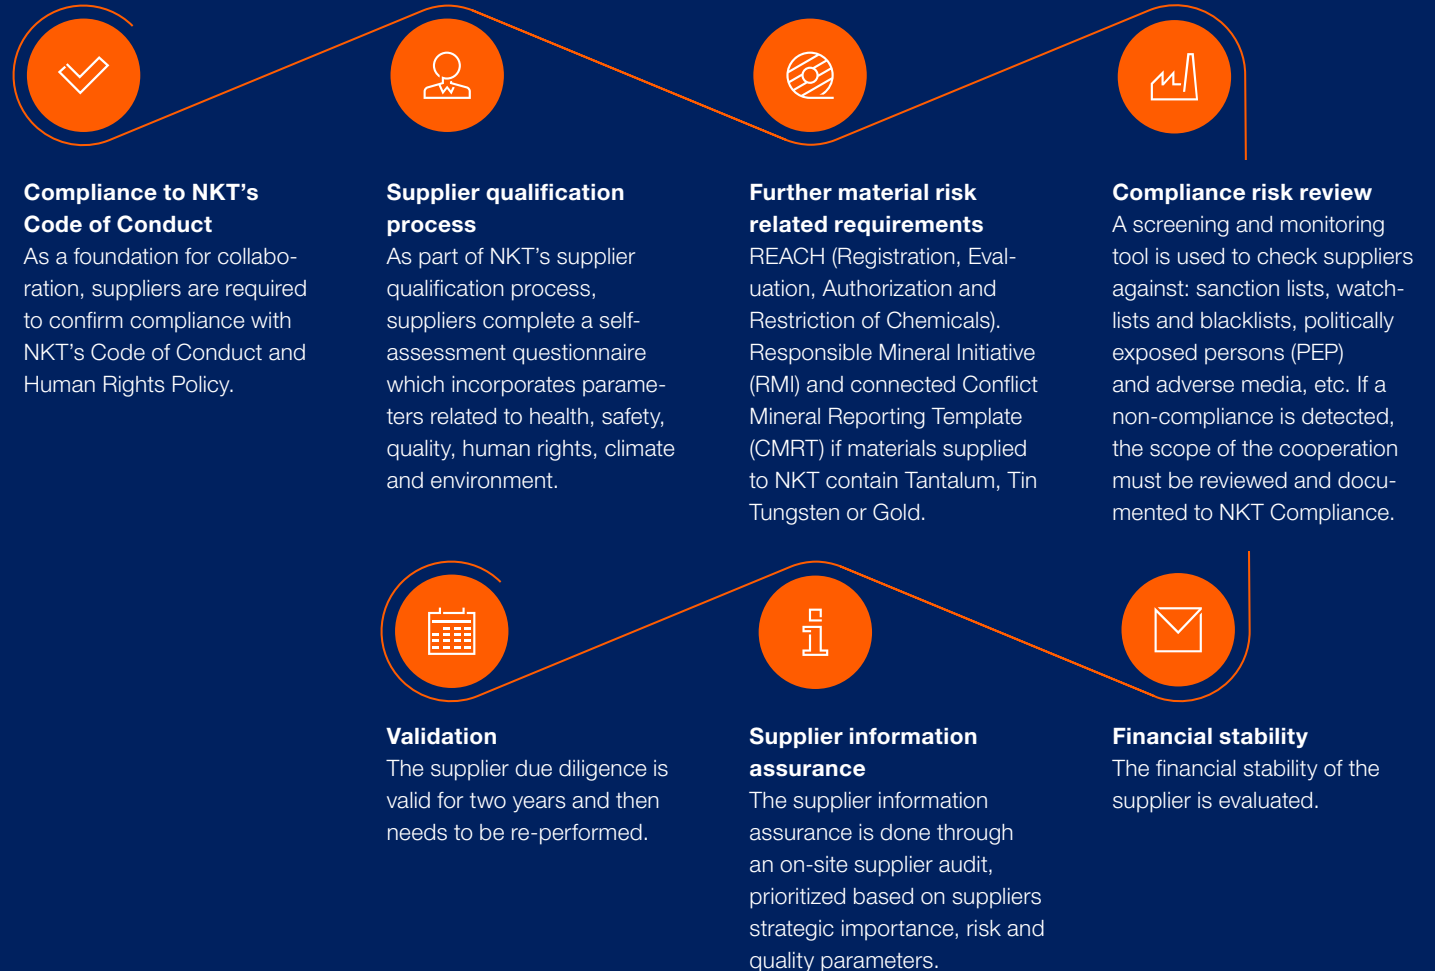 Compliance to NKT’s
Code of Conduct
As a foundation for collabo-
ration, suppliers are required
to confirm compliance with
NKT’s Code of Conduct and
Human Rights Policy.
Supplier qualification
process
As part of NKT’s supplier
qualification process,
suppliers complete a self-
assessment questionnaire
which incorporates parame-
ters related to health, safety,
quality, human rights, climate
and environment.
Further material risk
related requirements
REACH (Registration, Eval-
uation, Authorization and
Restriction of Chemicals).
Responsible Mineral Initiative
(RMI) and connected Conflict
Mineral Reporting Template
(CMRT) if materials supplied
to NKT contain Tantalum, Tin
Tungsten or Gold.
Compliance risk review
A screening and monitoring
tool is used to check suppliers
against: sanction lists, watch-
lists and blacklists, politically
exposed persons (PEP)
and adverse media, etc. If a
non-compliance is detected,
the scope of the cooperation
must be reviewed and docu-
mented to NKT Compliance.
Validation
The supplier due diligence is
valid for two years and then
needs to be re-performed.
Supplier information
assurance
The supplier information
assurance is done through
an on-site supplier audit,
prioritized based on suppliers
strategic importance, risk and
quality parameters.
Financial stability
The financial stability of the
supplier is evaluated.